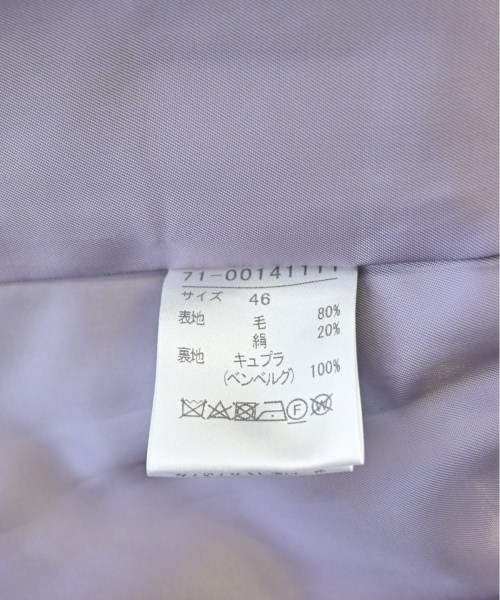 71-00141111
サイズ 46
表地 毛 80%
絹 20%
裏地 キュプラ
(ベンベルグ) 100%